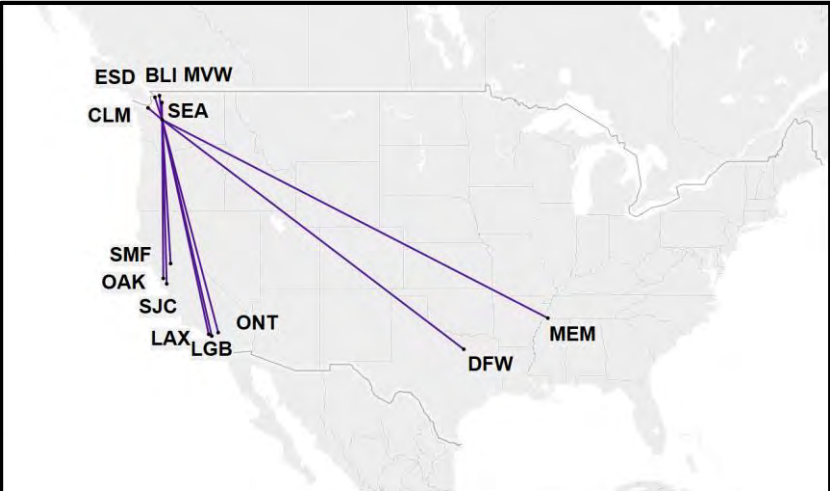 ESD BLI MVW
CLM SEA
SMF
OAK
SJC
LAX LGB ONT
MEM
DFW